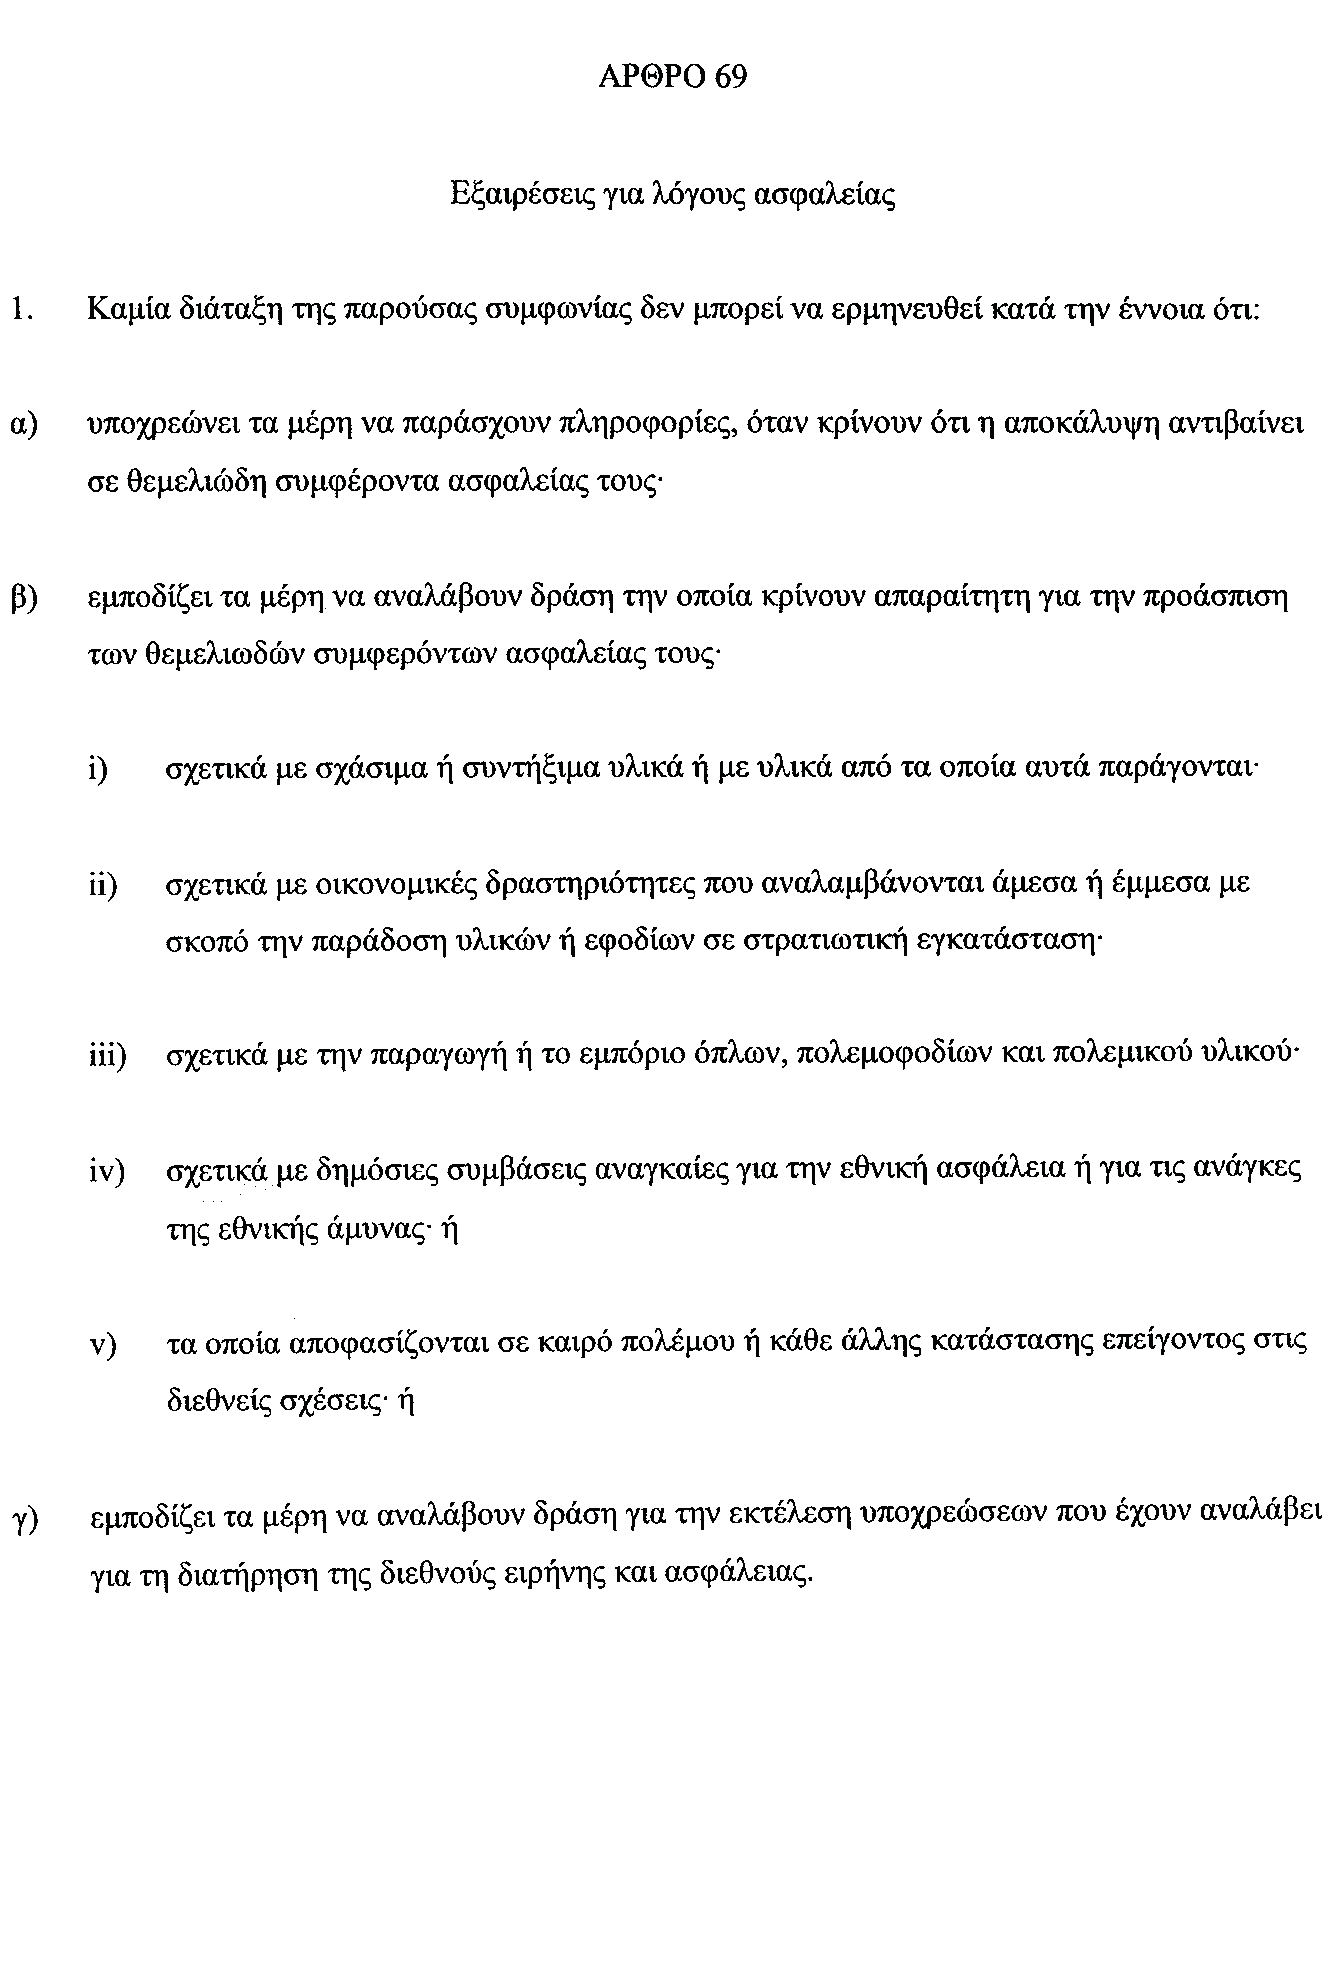 ΑΡΘΡΟ 69
Εξαιρέσεις για λόγους ασφαλείας
1. Καμία διάταξη της παρούσας συμφωνίας δεν μπορεί να ερμηνευθεί κατά την έννοια ότι:
α) υποχρεώνει τα μέρη να παράσχουν πληροφορίες, όταν κρίνουν ότι η αποκάλυψη αντιβαίνει
σε θεμελιώδη συμφέροντα ασφαλείας τους·
β) εμποδίζει τα μέρη να αναλάβουν δράση την οποία κρίνουν απαραίτητη για την προάσπιση
των θεμελιωδών συμφερόντων ασφαλείας τους·
i) σχετικά με σχάσιμα ή συντήξιμα υλικά ή με υλικά από τα οποία αυτά παράγονται·
ii) σχετικά με οικονομικές δραστηριότητες που αναλαμβάνονται άμεσα ή έμμεσα με
σκοπό την παράδοση υλικών ή εφοδίων σε στρατιωτική εγκατάσταση·
iii) σχετικά με την παραγωγή ή το εμπόριο όπλων, πολεμοφοδίων και πολεμικού υλικού·
iv) σχετικά με δημόσιες συμβάσεις αναγκαίες για την εθνική ασφάλεια ή για τις ανάγκες
της εθνικής άμυνας· ή
v) τα οποία αποφασίζονται σε καιρό πολέμου ή κάθε άλλης κατάστασης επείγοντος στις
διεθνείς σχέσεις· ή
γ) εμποδίζει τα μέρη να αναλάβουν δράση για την εκτέλεση υποχρεώσεων που έχουν αναλάβει
για τη διατήρηση της διεθνούς ειρήνης και ασφάλειας.